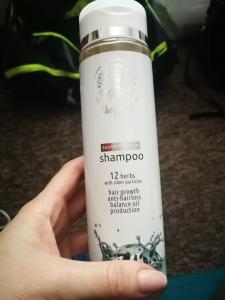 shampoo
12 herbs
with silver particles
hair growth
anti-hairloss
balance oil
production